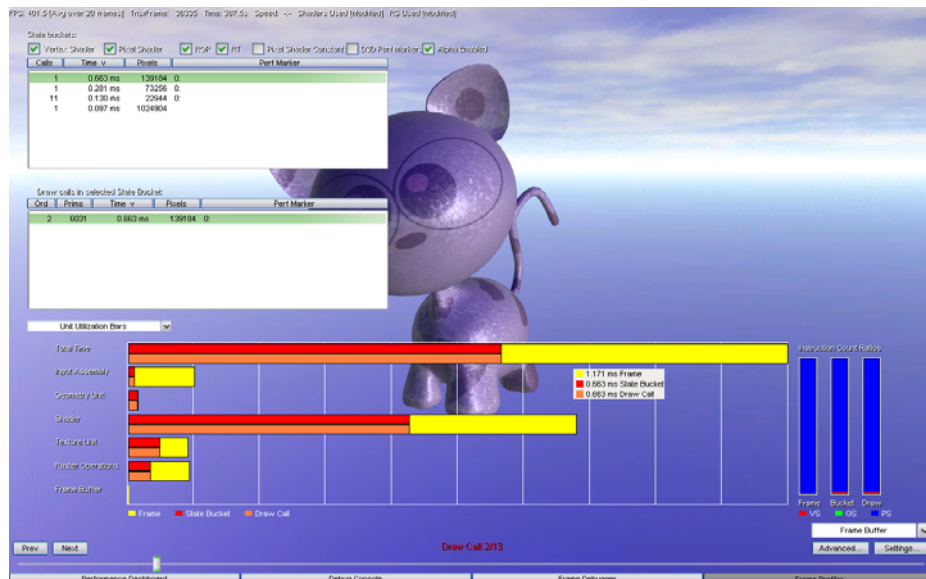 FPS: 401.5 (Avg over 20 frames) Tris/Frame: 38335 Time: 387.5s Speed: <-> Shaders Used (Modified) RS Used (Modified)
State buckets:
Vertex Shader Pixel Shader ROP RT Pixel Shader Constant D3D Perf Markers Alpha Enabled
Calls Time v Pixels Perf Marker
1 0.663 ms 139184 0:
1 0.281 ms 73256 0:
11 0.130 ms 22944 0:
1 0.097 ms 1024904
Draw calls in selected State Bucket:
Ord Prims Time v Pixels Perf Marker
2 6031 0.663 ms 139184 0:
Unit Utilization Bars
Total Time
Instruction Count Ratios
Input Assembly
1.171 ms Frame
0.663 ms State Bucket
0.663 ms Draw Call
Geometry Unit
Shader
Texture Unit
Raster Operations
Frame Buffer
Frame State Bucket Draw Call
Frame Bucket Draw
VS GS PS
Frame Buffer
Prev Next
Draw Call 2/13
Advanced... Settings...
Performance Dashboard Debug Console Frame Debugger Frame Profiler